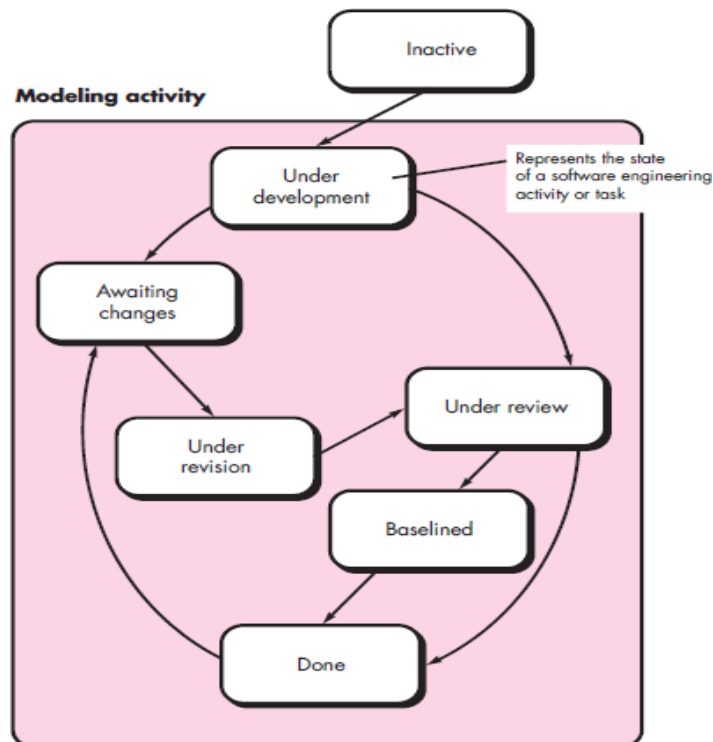 Inactive
Modeling activity
Under
development
Represents the state
of a software engineering
activity or task
Awaiting
changes
Under review
Under
revision
Baselined
Done